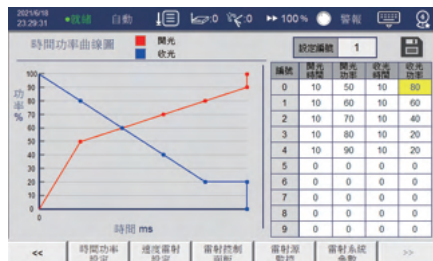 2021/6/18
23:29:31
就緒 自動 :0 :0 100% 警報
時間功率曲線圖
開光
收光
設定編號 1
功率%
100
90
80
70
60
50
40
30
20
10
0
0
時間 ms
編號 開光時間 開光功率 收光時間 收光功率
0 10 50 10 80
1 10 60 10 60
2 10 70 10 40
3 10 80 10 20
4 10 90 10 20
5 0 0 0 0
6 0 0 0 0
7 0 0 0 0
8 0 0 0 0
9 0 0 0 0
<< 時間功率設定 速度雷射設定 雷射控制面板 雷射源監控 雷射系統參數 >>